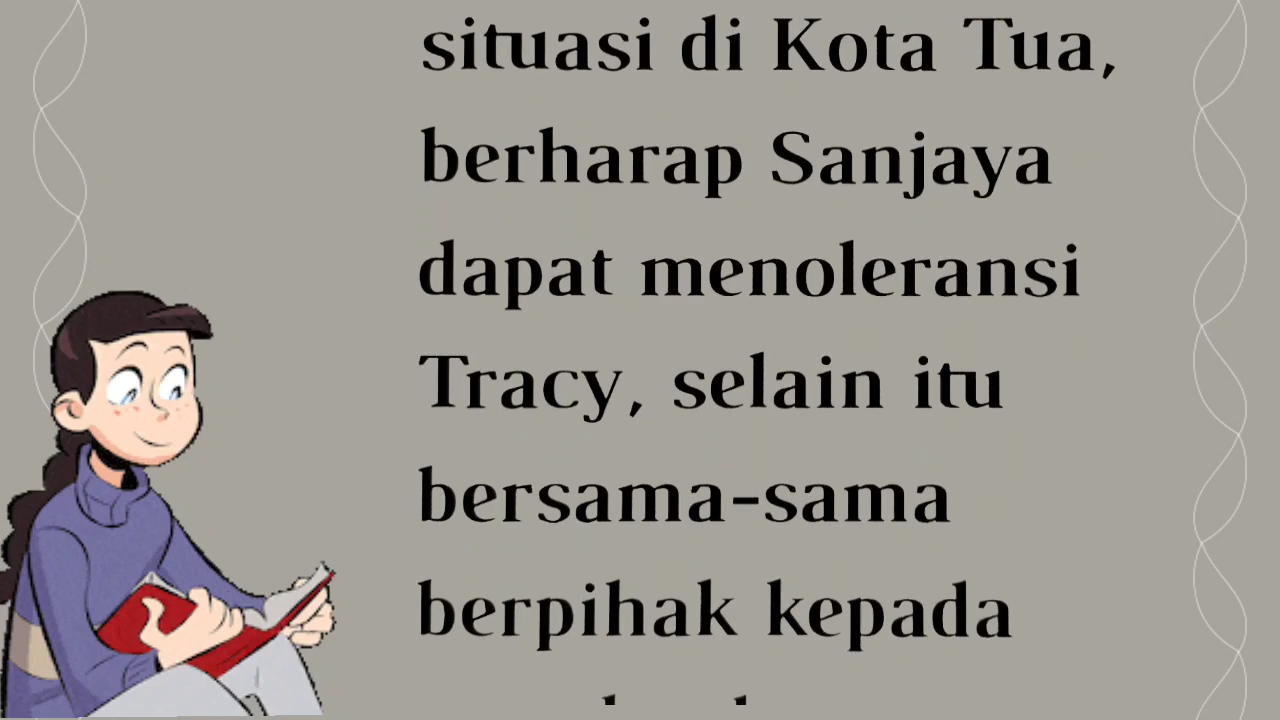 situasi di Kota Tua,
berharap Sanjaya
dapat menoleransi
Tracy, selain itu
bersama-sama
berpihak kepada